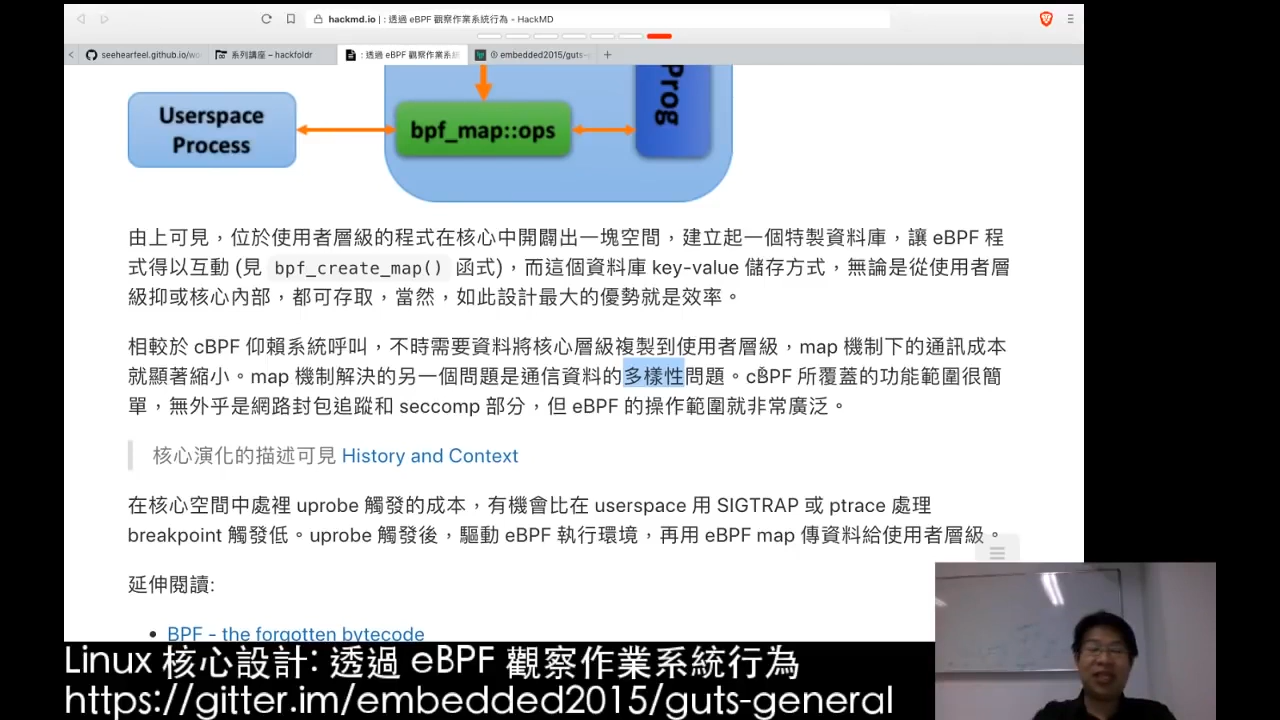 hackmd.io | : 透過 eBPF 觀察作業系統行為 - HackMD
seehearfeel.github.io/wo
系列講座 – hackfoldr
: 透過 eBPF 觀察作業系統
embedded2015/guts-
Userspace
Process
bpf_map::ops
Prog
由上可見，位於使用者層級的程式在核心中開闢出一塊空間，建立起一個特製資料庫，讓 eBPF 程
式得以互動 (見 bpf_create_map() 函式)，而這個資料庫 key-value 儲存方式，無論是從使用者層
級抑或核心內部，都可存取，當然，如此設計最大的優勢就是效率。
相較於 cBPF 仰賴系統呼叫，不時需要資料將核心層級複製到使用者層級，map 機制下的通訊成本
就顯著縮小。map 機制解決的另一個問題是通信資料的多樣性問題。cBPF 所覆蓋的功能範圍很簡
單，無外乎是網路封包追蹤和 seccomp 部分，但 eBPF 的操作範圍就非常廣泛。
核心演化的描述可見 History and Context
在核心空間中處裡 uprobe 觸發的成本，有機會比在 userspace 用 SIGTRAP 或 ptrace 處理
breakpoint 觸發低。uprobe 觸發後，驅動 eBPF 執行環境，再用 eBPF map 傳資料給使用者層級。
延伸閱讀:
• BPF - the forgotten bytecode
Linux 核心設計: 透過 eBPF 觀察作業系統行為
https://gitter.im/embedded2015/guts-general